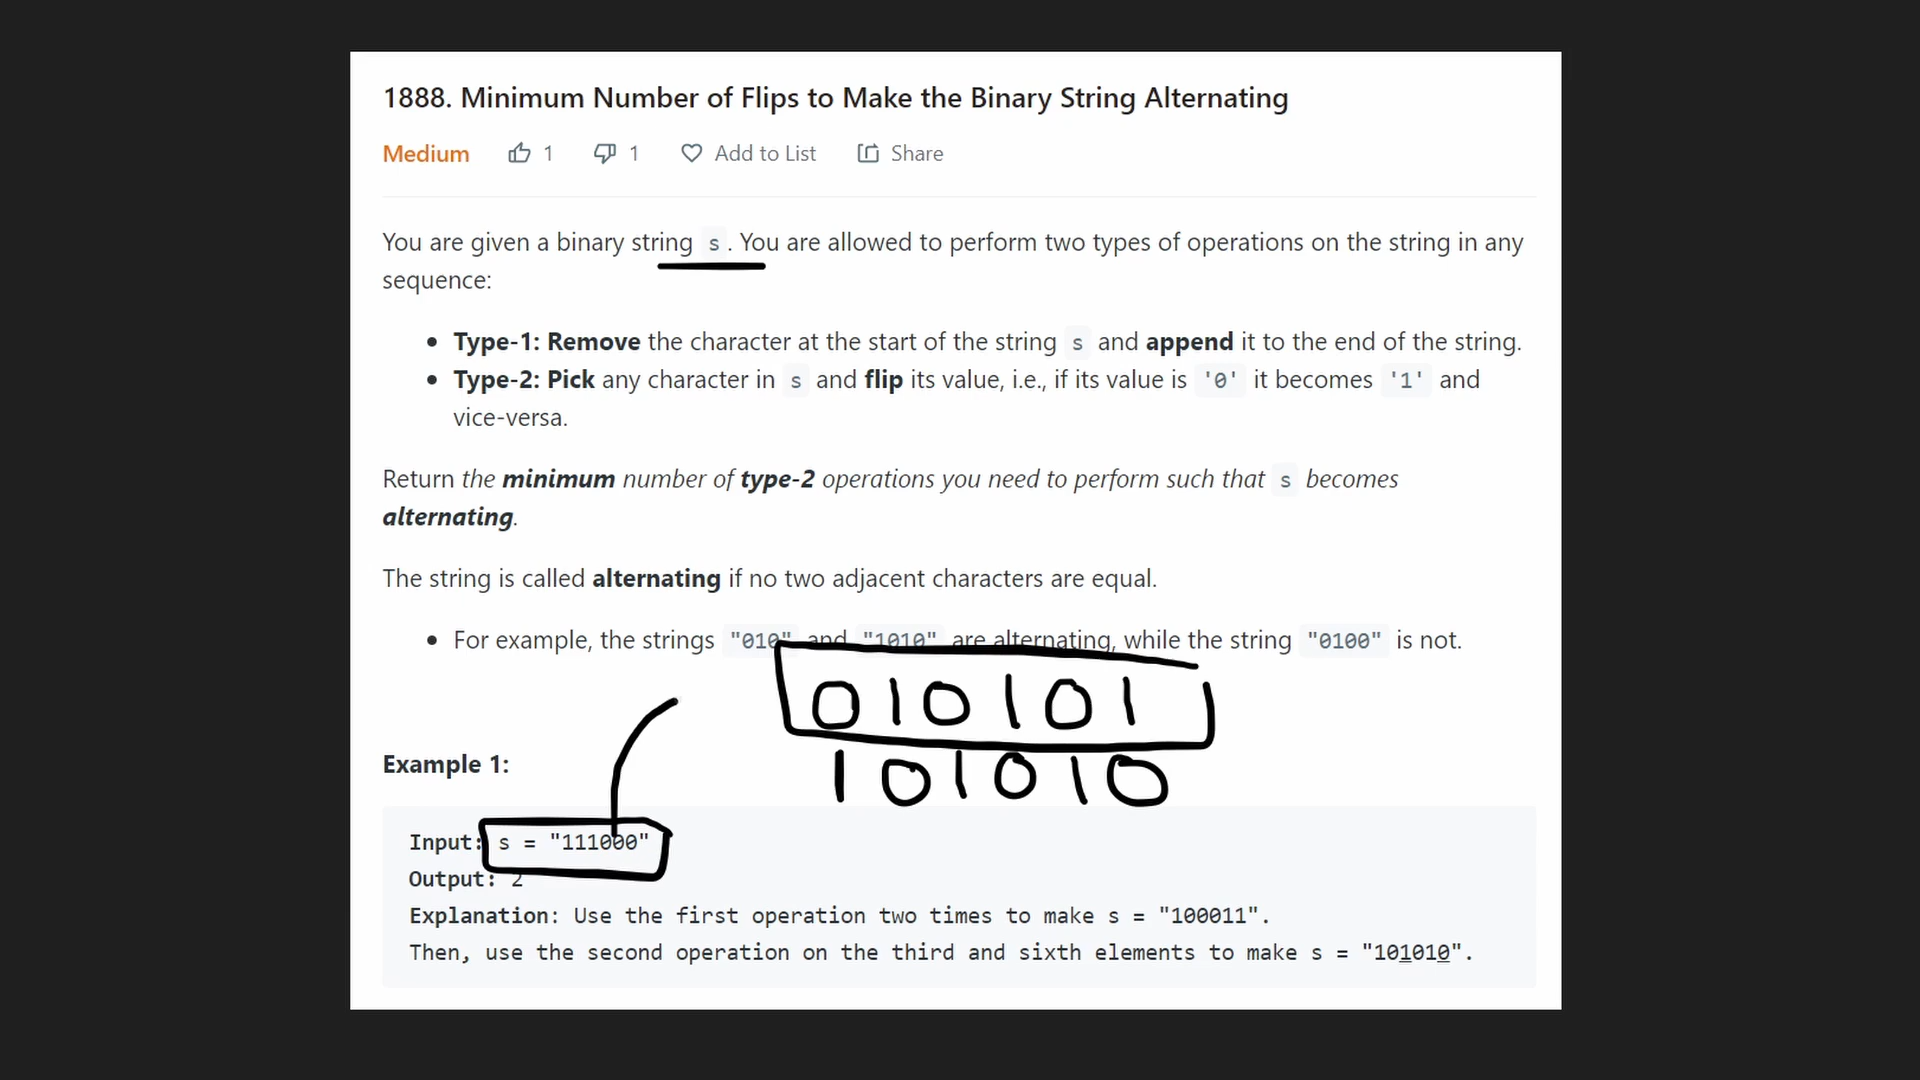 1888. Minimum Number of Flips to Make the Binary String Alternating
Medium 1 1 Add to List Share
You are given a binary string s. You are allowed to perform two types of operations on the string in any
sequence:
• Type-1: Remove the character at the start of the string s and append it to the end of the string.
• Type-2: Pick any character in s and flip its value, i.e., if its value is '0' it becomes '1' and
vice-versa.
Return the minimum number of type-2 operations you need to perform such that s becomes
alternating.
The string is called alternating if no two adjacent characters are equal.
• For example, the strings "010" and "1010" are alternating, while the string "0100" is not.
010101
101010
Example 1:
Input: s = "111000"
Output: 2
Explanation: Use the first operation two times to make s = "100011".
Then, use the second operation on the third and sixth elements to make s = "101010".